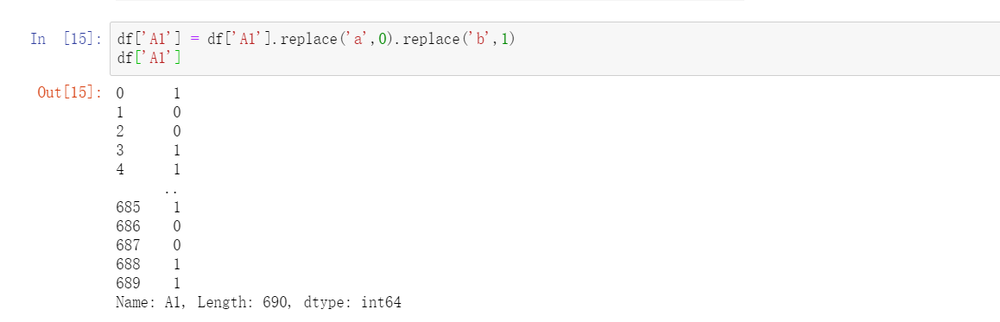 In [15]: df['A1'] = df['A1'].replace('a',0).replace('b',1)
df['A1']
Out[15]: 0 1
1 0
2 0
3 1
4 1
..
685 1
686 0
687 0
688 1
689 1
Name: A1, Length: 690, dtype: int64